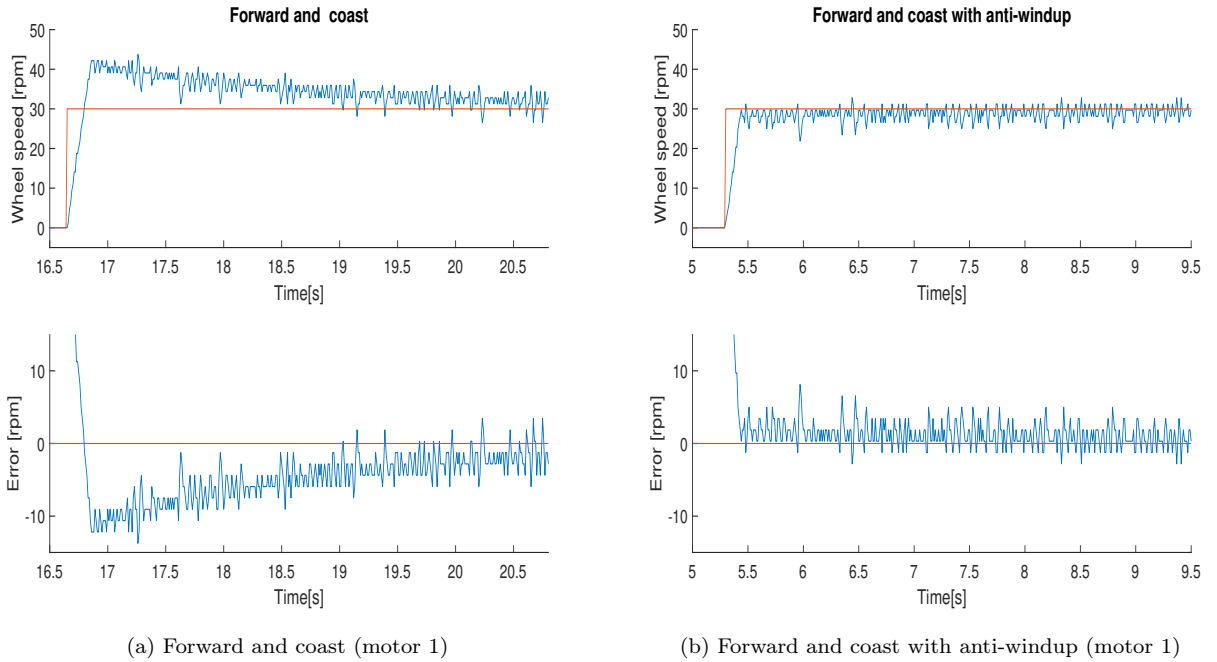 Forward and coast
Wheel speed [rpm]
50
40
30
20
10
0
16.5 17 17.5 18 18.5 19 19.5 20 20.5
Time[s]
Error [rpm]
10
0
-10
16.5 17 17.5 18 18.5 19 19.5 20 20.5
Time[s]
(a) Forward and coast (motor 1)
Forward and coast with anti-windup
Wheel speed [rpm]
50
40
30
20
10
0
5 5.5 6 6.5 7 7.5 8 8.5 9 9.5
Time[s]
Error [rpm]
10
0
-10
5 5.5 6 6.5 7 7.5 8 8.5 9 9.5
Time[s]
(b) Forward and coast with anti-windup (motor 1)